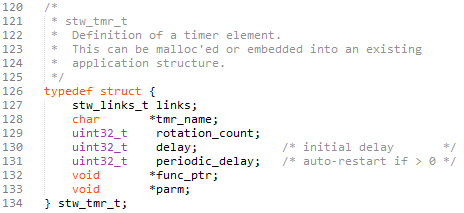 120 /*
121 * stw_tmr_t
122 * Definition of a timer element.
123 * This can be malloc'ed or embedded into an existing
124 * application structure.
125 */
126 typedef struct {
127 stw_links_t links;
128 char *tmr_name;
129 uint32_t rotation_count;
130 uint32_t delay; /* initial delay */
131 uint32_t periodic_delay; /* auto-restart if > 0 */
132 void *func_ptr;
133 void *parm;
134 } stw_tmr_t;